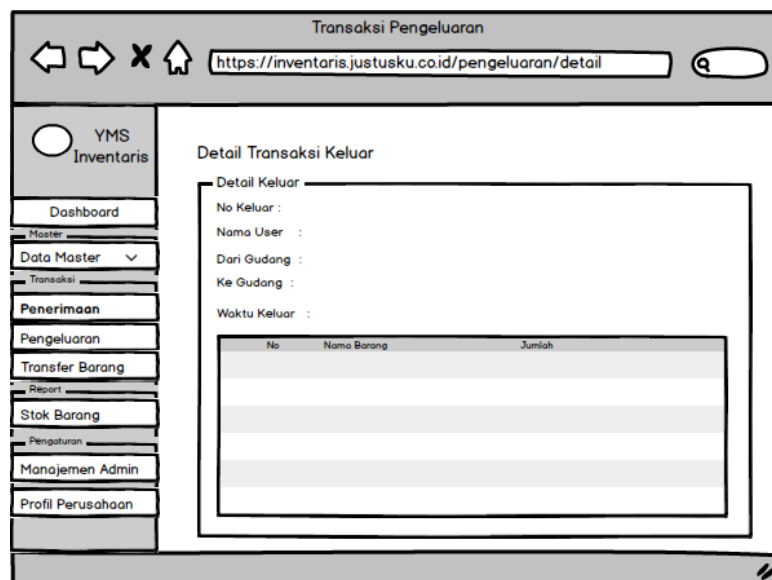 Transaksi Pengeluaran
https://inventaris.justusku.co.id/pengeluaran/detail
YMS
Inventaris
Dashboard
Master
Data Master
Transaksi
Penerimaan
Pengeluaran
Transfer Barang
Report
Stok Barang
Pengaturan
Manajemen Admin
Profil Perusahaan
Detail Transaksi Keluar
Detail Keluar
No Keluar :
Nama User :
Dari Gudang :
Ke Gudang :
Waktu Keluar :
No Nama Barang Jumlah